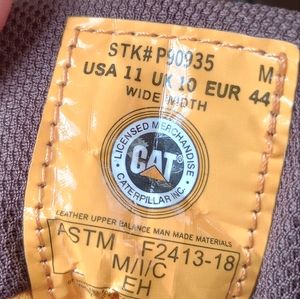 STK# P90935 M
USA 11 UK 10 EUR 44
WIDE WIDTH
LICENSED MERCHANDISE
CAT
CATERPILLAR INC.
LEATHER UPPER BALANCE MAN MADE MATERIALS
ASTM F2413-18
M/I/C
EH